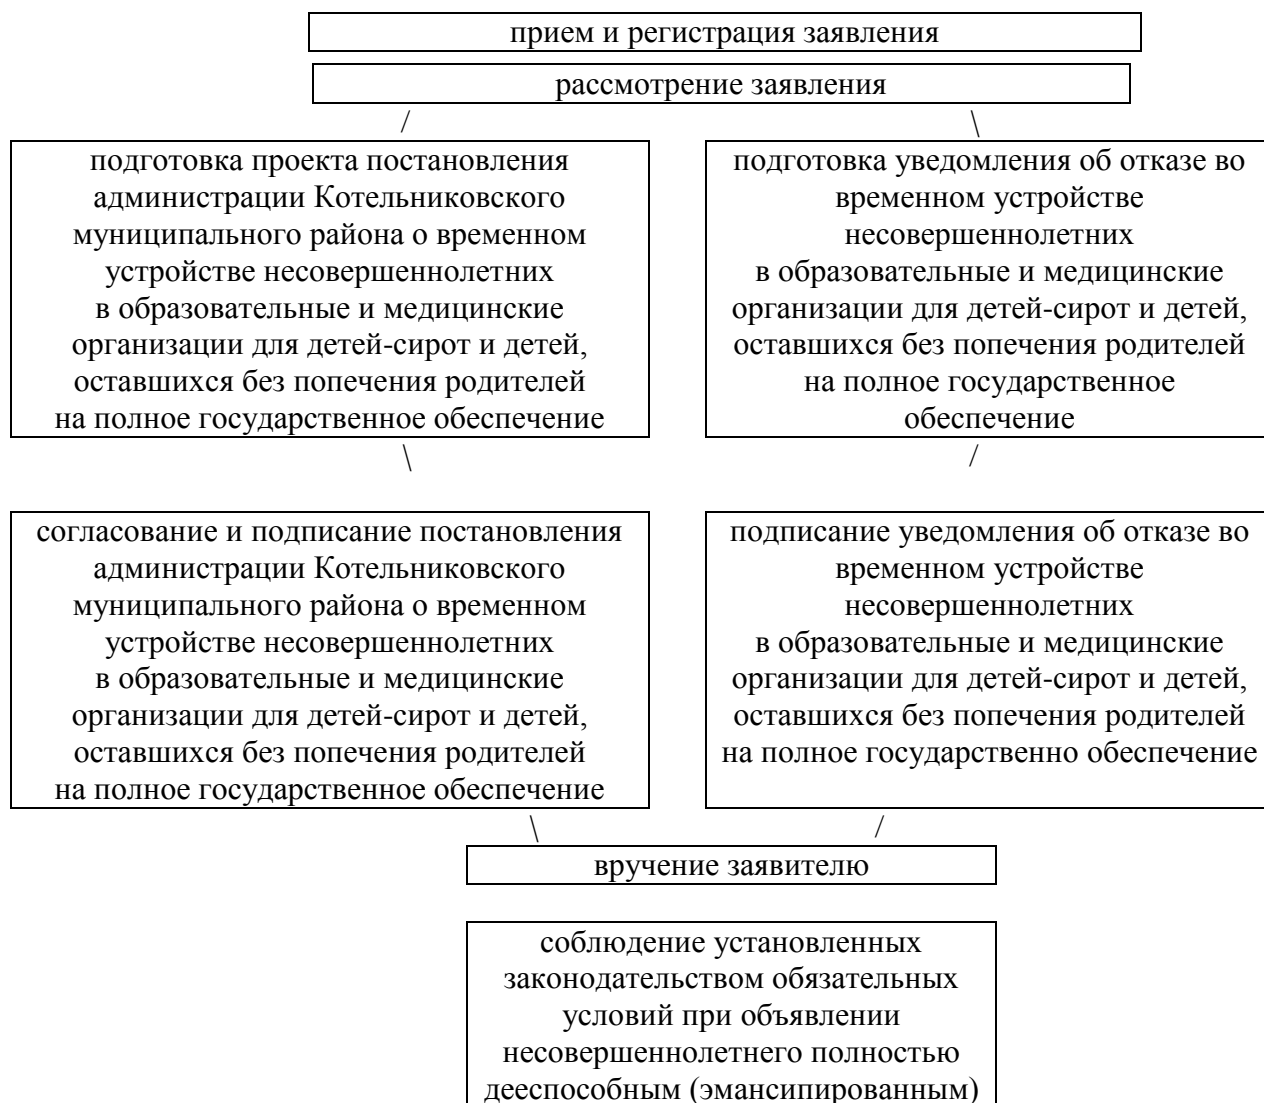 прием и регистрация заявления
рассмотрение заявления
подготовка проекта постановления
администрации Котельниковского
муниципального района о временном
устройстве несовершеннолетних
в образовательные и медицинские
организации для детей-сирот и детей,
оставшихся без попечения родителей
на полное государственное обеспечение
подготовка уведомления об отказе во
временном устройстве
несовершеннолетних
в образовательные и медицинские
организации для детей-сирот и детей,
оставшихся без попечения родителей
на полное государственное
обеспечение
согласование и подписание постановления
администрации Котельниковского
муниципального района о временном
устройстве несовершеннолетних
в образовательные и медицинские
организации для детей-сирот и детей,
оставшихся без попечения родителей
на полное государственное обеспечение
подписание уведомления об отказе во
временном устройстве
несовершеннолетних
в образовательные и медицинские
организации для детей-сирот и детей,
оставшихся без попечения родителей
на полное государственно обеспечение
вручение заявителю
соблюдение установленных
законодательством обязательных
условий при объявлении
несовершеннолетнего полностью
дееспособным (эмансипированным)